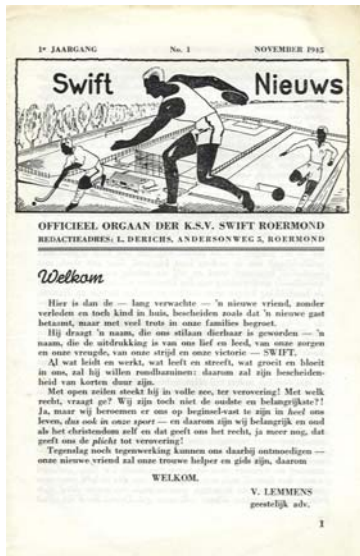 1e JAARGANG No. 1 NOVEMBER 1945
Swift Nieuws
OFFICIEEL ORGAAN DER K.S.V. SWIFT ROERMOND
REDACTIEADRES: L. DERICHS, ANDERSONWEG 5, ROERMOND
Welkom
Hier is dan de — lang verwachte — 'n nieuwe vriend, zonder
verleden en toch kind in huis, bescheiden zoals dat 'n nieuwe gast
betaamt, maar met veel trots in onze families begroet.
Hij draagt 'n naam, die ons stilaan dierbaar is geworden — 'n
naam, die de uitdrukking is van ons lief en leed, van onze zorgen
en onze vreugde, van onze strijd en onze victorie — SWIFT.
Al wat leidt en werkt, wat leeft en streeft, wat groeit en bloeit
in ons, zal hij willen rondbazuinen: daarom zal zijn bescheiden-
heid van korten duur zijn.
Met open zeilen steekt hij in volle zee, ter verovering! Met welk
recht, vraagt ge? Wij zijn toch niet de oudste en belangrijkste?!
Ja, maar wij beroemen er ons op beginsel-vast te zijn in heel ons
leven, dus ook in onze sport — en daarom zijn wij belangrijk en oud
als het christendom zelf en dat geeft ons het recht, ja meer nog, dat
geeft ons de plicht tot verovering!
Tegenslag noch tegenwerking kunnen ons daarbij ontmoedigen —
onze nieuwe vriend zal onze trouwe helper en gids zijn, daarom
WELKOM.
V. LEMMENS
geestelijk adv.
1